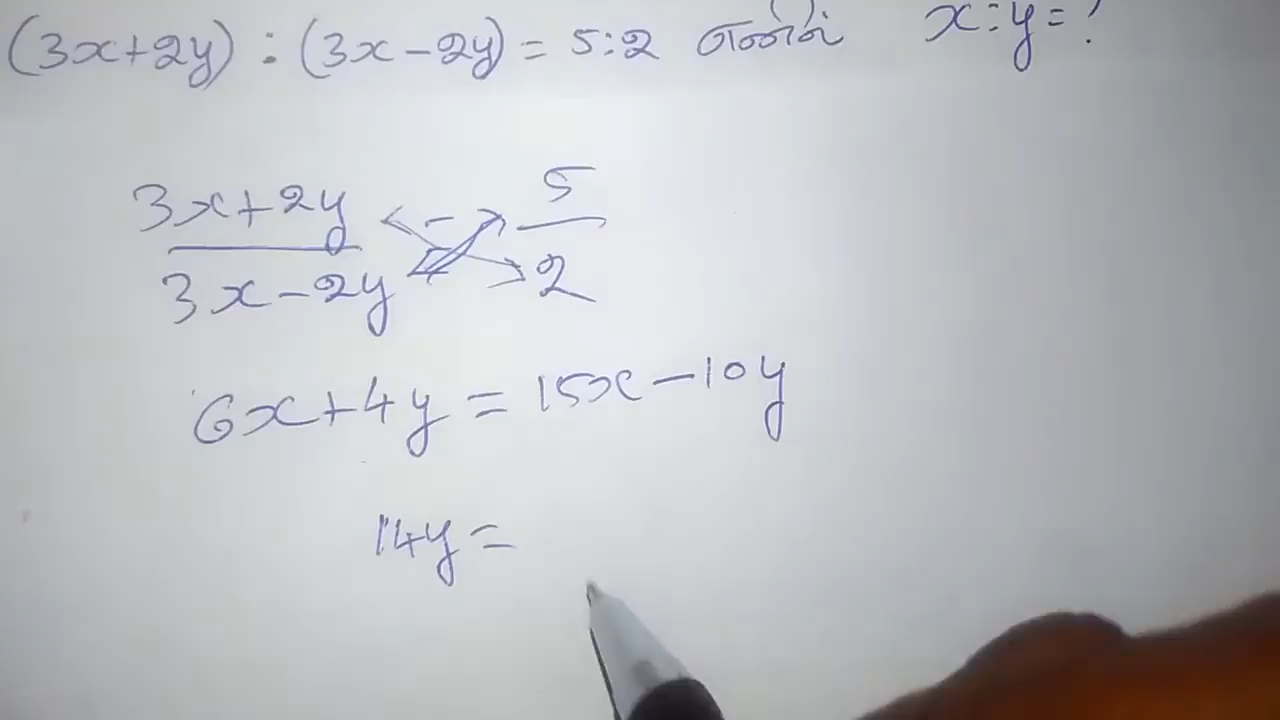 (3x+2y) : (3x-2y) = 5:2 எனில் x:y=?
3x+2y
5
3x-2y
2
6x+4y = 15x-10y
14y =